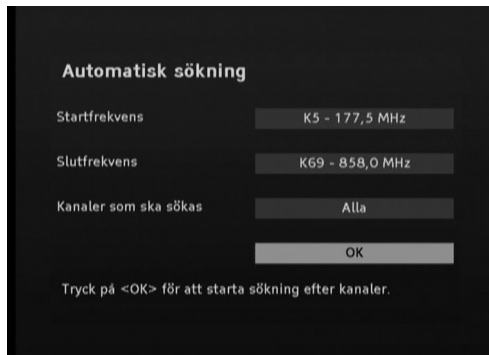 Automatisk sökning
Startfrekvens K5 - 177,5 MHz
Slutfrekvens K69 - 858,0 MHz
Kanaler som ska sökas Alla
OK
Tryck på <OK> för att starta sökning efter kanaler.